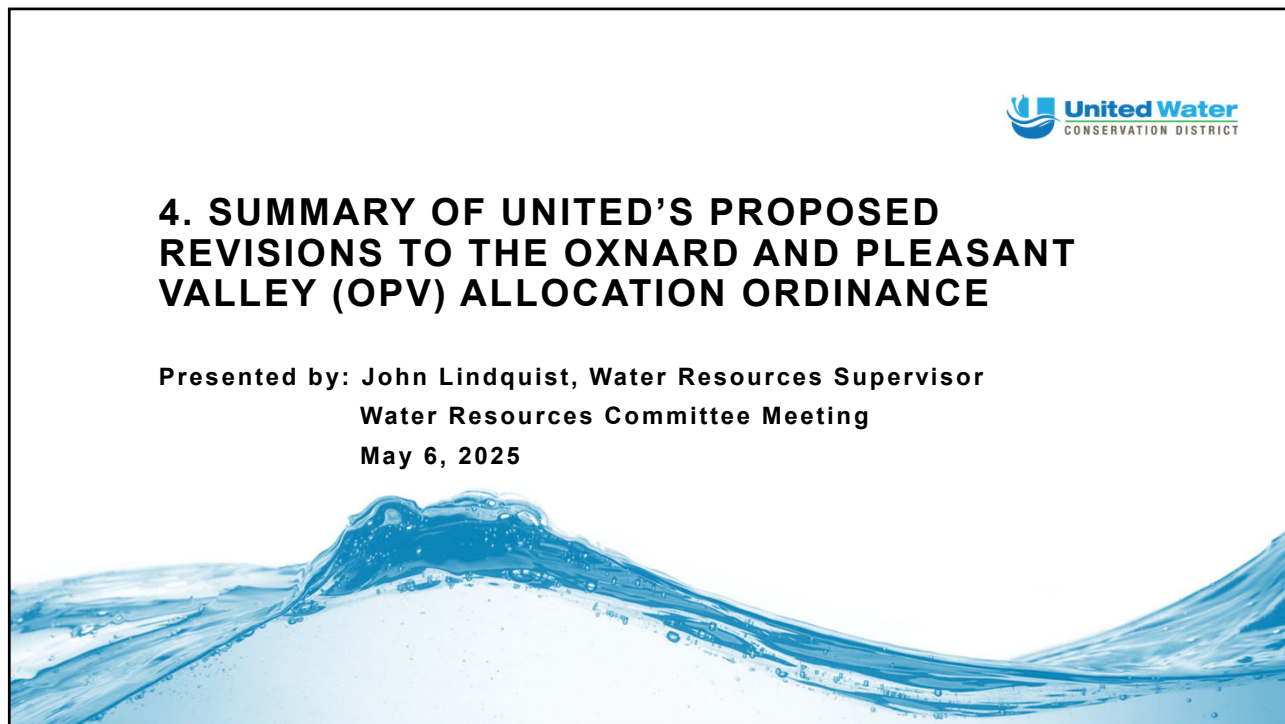 United Water
CONSERVATION DISTRICT
4. SUMMARY OF UNITED’S PROPOSED
REVISIONS TO THE OXNARD AND PLEASANT
VALLEY (OPV) ALLOCATION ORDINANCE
Presented by: John Lindquist, Water Resources Supervisor
Water Resources Committee Meeting
May 6, 2025